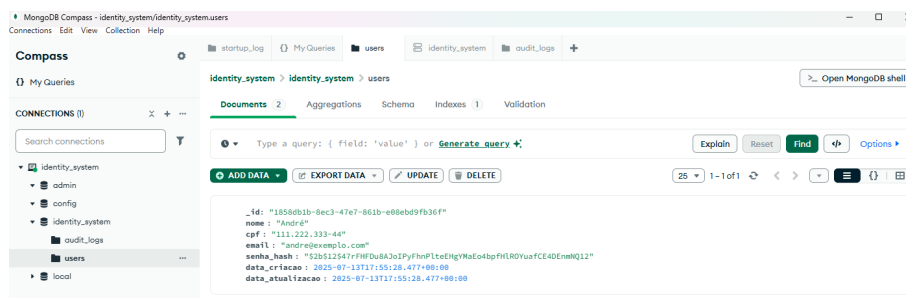 MongoDB Compass - identity_system/identity_system.users
Connections Edit View Collection Help
Compass
startup_log {} My Queries users identity_system audit_logs +
{} My Queries
identity_system > identity_system > users
>_ Open MongoDB shell
CONNECTIONS (1)
Documents 2 Aggregations Schema Indexes 1 Validation
Search connections
Type a query: { field: 'value' } or Generate query
Explain Reset Find </> Options
identity_system
admin
config
identity_system
audit_logs
users
local
ADD DATA EXPORT DATA UPDATE DELETE
25 1-1 of 1
_id: "1858db1b-8ec3-47e7-861b-e08ebd9fb36f"
nome : "André"
cpf : "111.222.333-44"
email : "andre@exemplo.com"
senha_hash : "$2b$12$47rFHFDu8AJoIPyFhnPlteEHgYMaEo4bpfHlROYuafCE4DEnmNQ12"
data_criacao : 2025-07-13T17:55:28.477+00:00
data_atualizacao : 2025-07-13T17:55:28.477+00:00